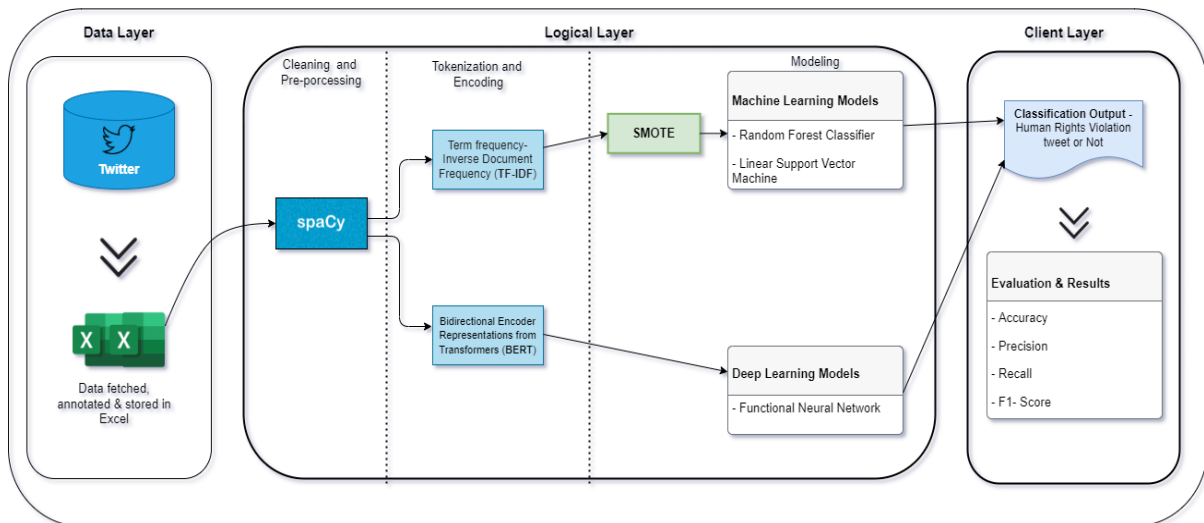 Data Layer
Logical Layer
Client Layer
Twitter
X X
Data fetched,
annotated & stored in
Excel
Cleaning and
Pre-porcessing
spaCy
Tokenization and
Encoding
Term frequency-
Inverse Document
Frequency (TF-IDF)
Bidirectional Encoder
Representations from
Transformers (BERT)
SMOTE
Modeling
Machine Learning Models
- Random Forest Classifier
- Linear Support Vector
Machine
Deep Learning Models
- Functional Neural Network
Classification Output -
Human Rights Violation
tweet or Not
Evaluation & Results
- Accuracy
- Precision
- Recall
- F1- Score